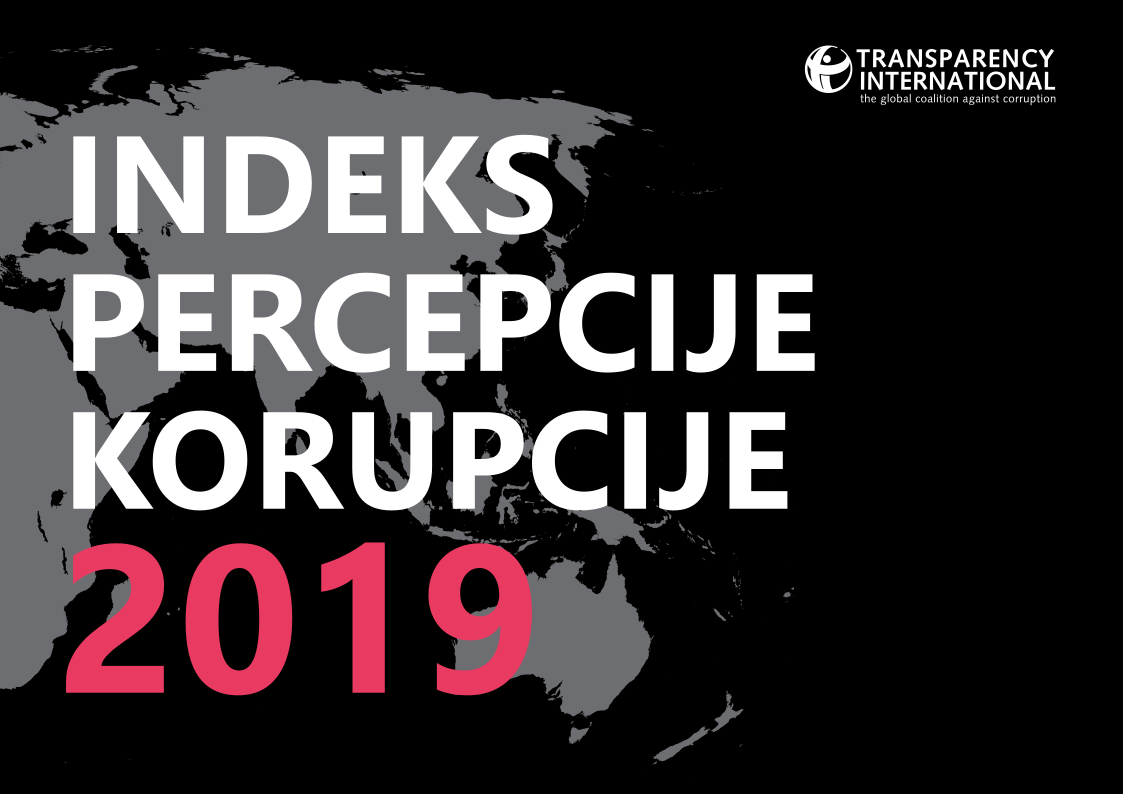 TRANSPARENCY
INTERNATIONAL
the global coalition against corruption
INDEKS
PERCEPCIJE
KORUPCIJE
2019